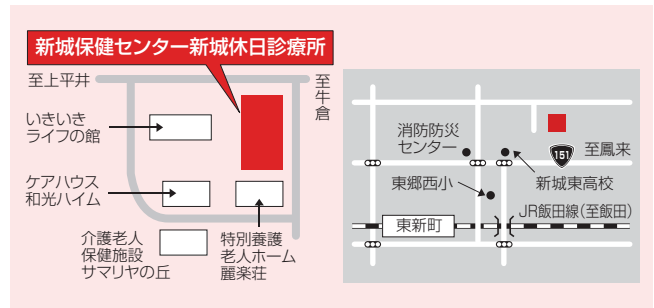 新城保健センター新城休日診療所
至上平井
至牛倉
いきいき
ライフの館
ケアハウス
和光ハイム
介護老人
保健施設
サマリヤの丘
特別養護
老人ホーム
麗楽荘
消防防災
センター
151
至鳳来
東郷西小
新城東高校
JR飯田線(至飯田)
東新町